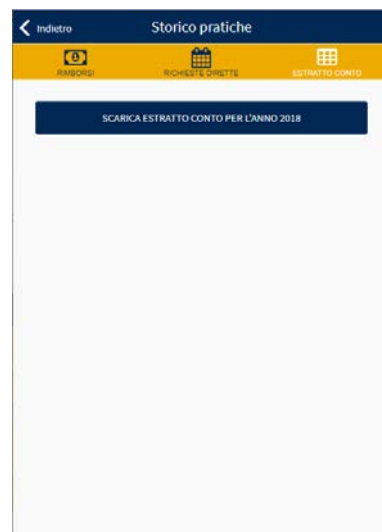 Indietro
Storico pratiche
RIMBORSI
RICHIESTE DIRETTE
ESTRATTO CONTO
SCARICA ESTRATTO CONTO PER L'ANNO 2018